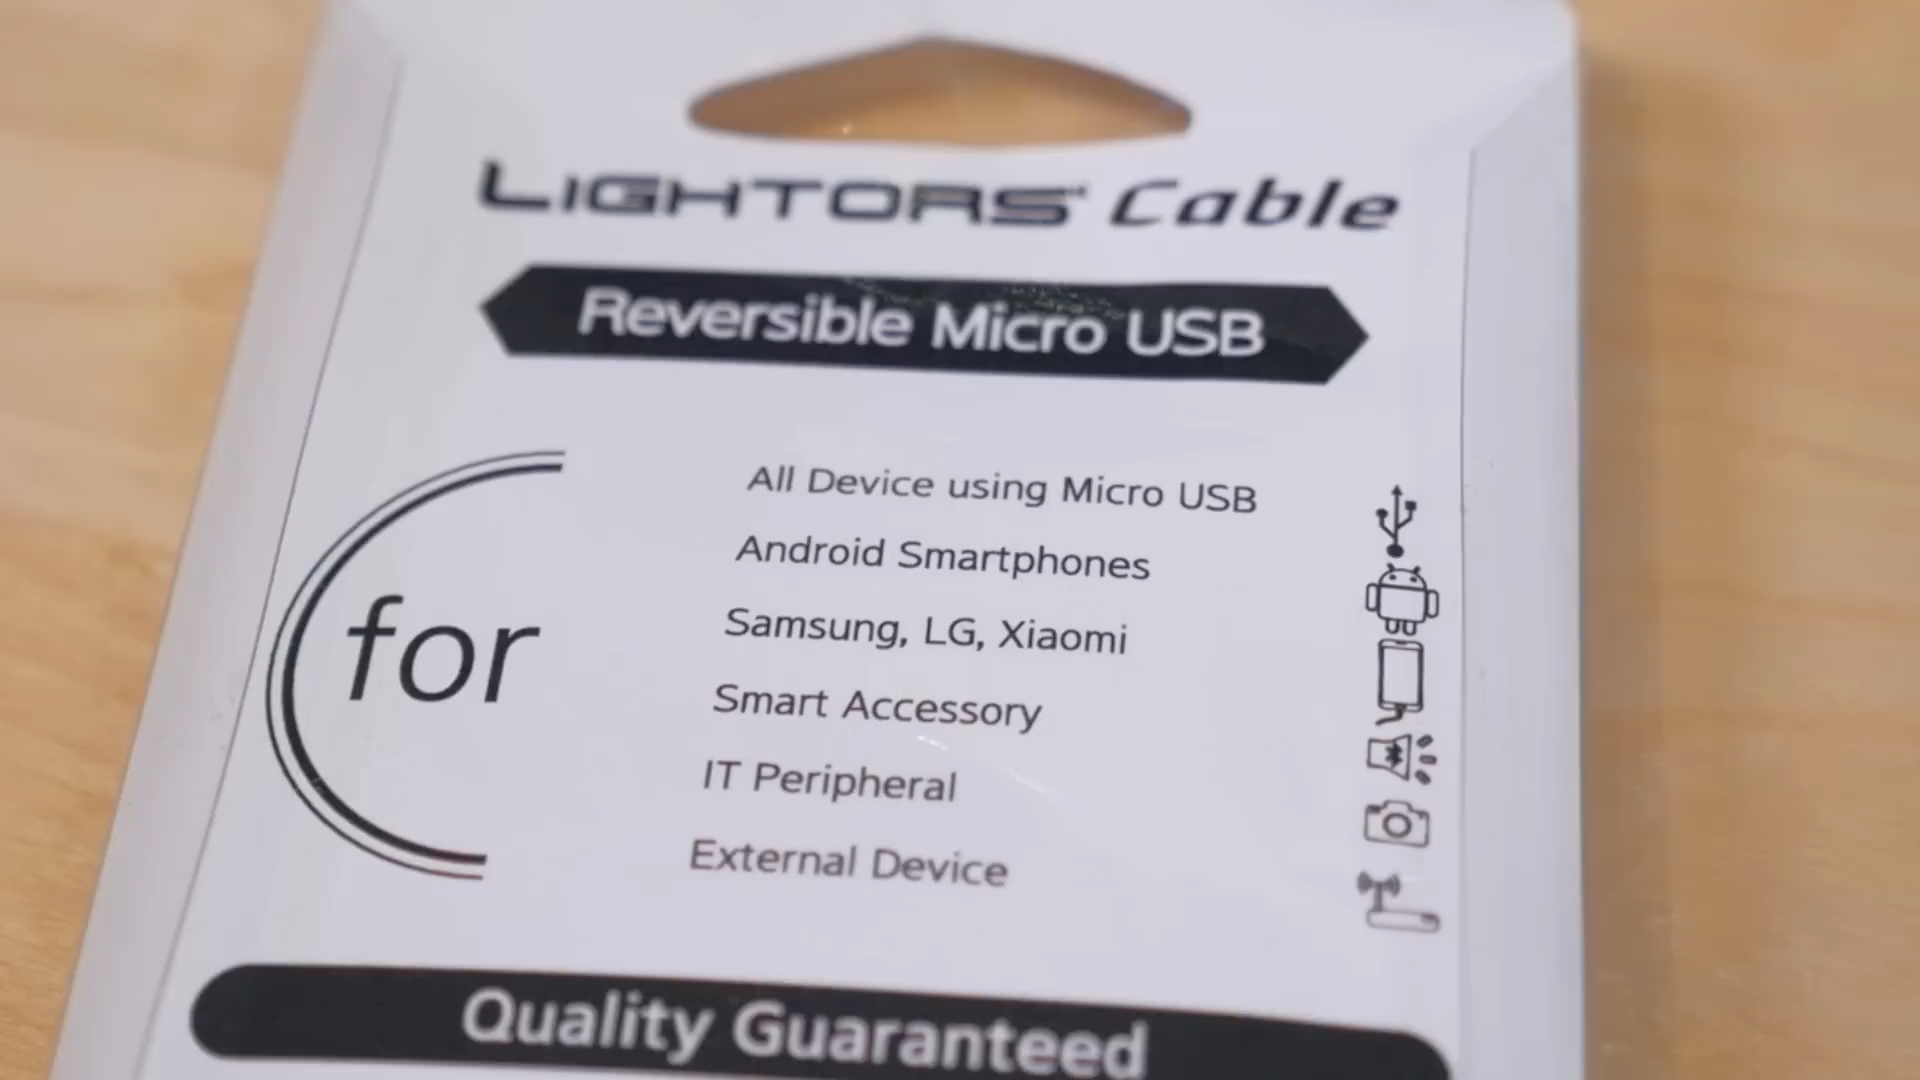 LIGHTORS Cable
Reversible Micro USB
for
All Device using Micro USB
Android Smartphones
Samsung, LG, Xiaomi
Smart Accessory
IT Peripheral
External Device
Quality Guaranteed